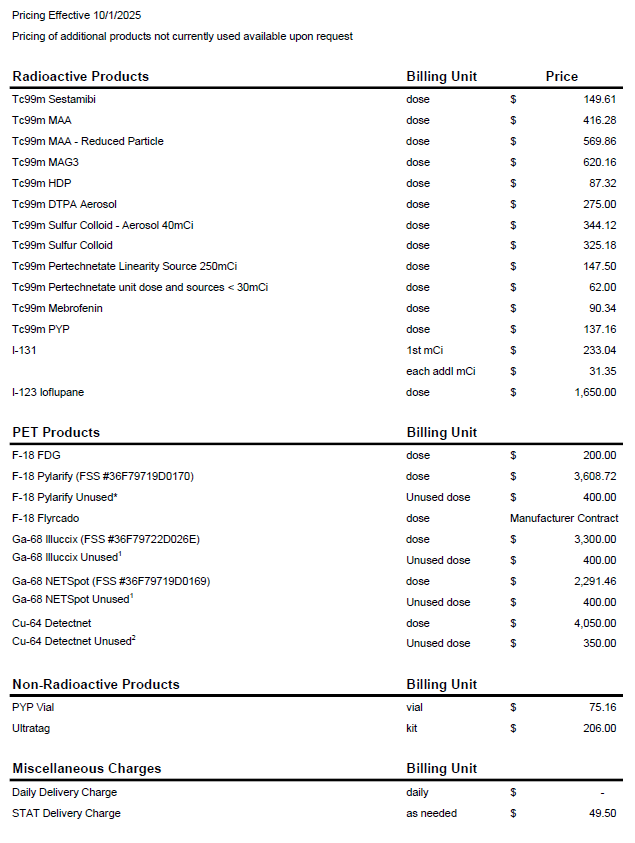 Pricing Effective 10/1/2025
Pricing of additional products not currently used available upon request
Radioactive Products Billing Unit Price
Tc99m Sestamibi dose $ 149.61
Tc99m MAA dose $ 416.28
Tc99m MAA - Reduced Particle dose $ 569.86
Tc99m MAG3 dose $ 620.16
Tc99m HDP dose $ 87.32
Tc99m DTPA Aerosol dose $ 275.00
Tc99m Sulfur Colloid - Aerosol 40mCi dose $ 344.12
Tc99m Sulfur Colloid dose $ 325.18
Tc99m Pertechnetate Linearity Source 250mCi dose $ 147.50
Tc99m Pertechnetate unit dose and sources < 30mCi dose $ 62.00
Tc99m Mebrofenin dose $ 90.34
Tc99m PYP dose $ 137.16
I-131 1st mCi $ 233.04
each addl mCi $ 31.35
I-123 Ioflupane dose $ 1,650.00
PET Products Billing Unit
F-18 FDG dose $ 200.00
F-18 Pylarify (FSS #36F79719D0170) dose $ 3,608.72
F-18 Pylarify Unused* Unused dose $ 400.00
F-18 Flyrcado dose Manufacturer Contract
Ga-68 Illuccix (FSS #36F79722D026E) dose $ 3,300.00
Ga-68 Illuccix Unused¹ Unused dose $ 400.00
Ga-68 NETSpot (FSS #36F79719D0169) dose $ 2,291.46
Ga-68 NETSpot Unused¹ Unused dose $ 400.00
Cu-64 Detectnet dose $ 4,050.00
Cu-64 Detectnet Unused² Unused dose $ 350.00
Non-Radioactive Products Billing Unit
PYP Vial vial $ 75.16
Ultratag kit $ 206.00
Miscellaneous Charges Billing Unit
Daily Delivery Charge daily $ -
STAT Delivery Charge as needed $ 49.50